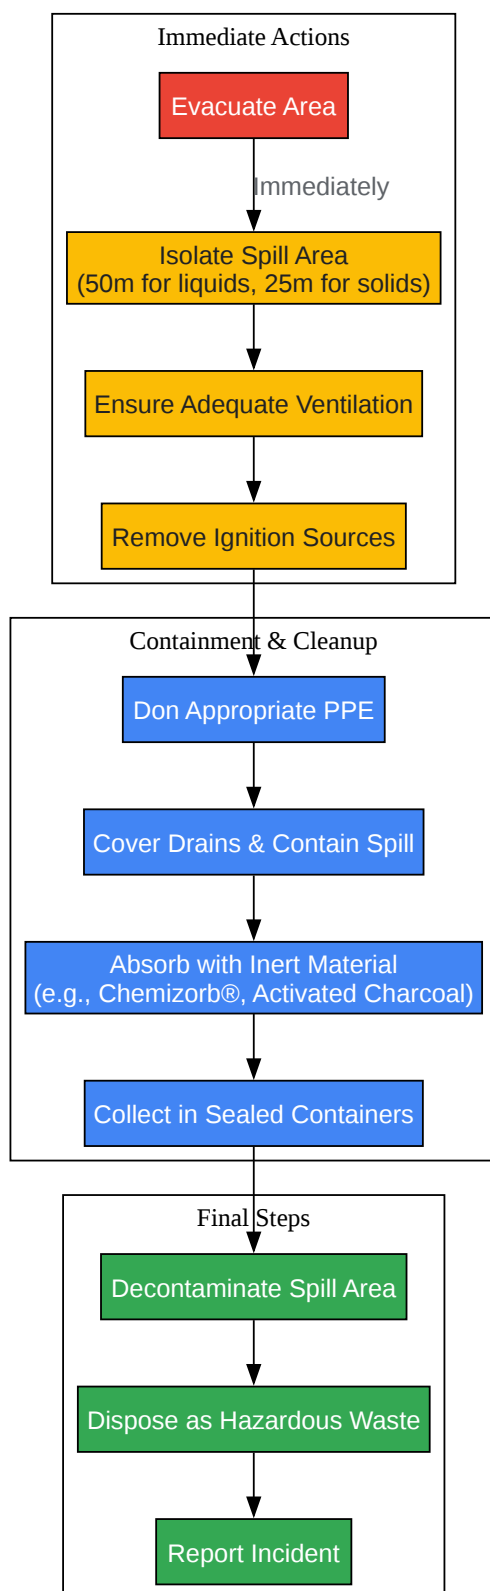 Immediate Actions
Evacuate Area
Immediately
Isolate Spill Area
(50m for liquids, 25m for solids)
Ensure Adequate Ventilation
Remove Ignition Sources
Containment & Cleanup
Don Appropriate PPE
Cover Drains & Contain Spill
Absorb with Inert Material
(e.g., Chemizorb®, Activated Charcoal)
Collect in Sealed Containers
Final Steps
Decontaminate Spill Area
Dispose as Hazardous Waste
Report Incident